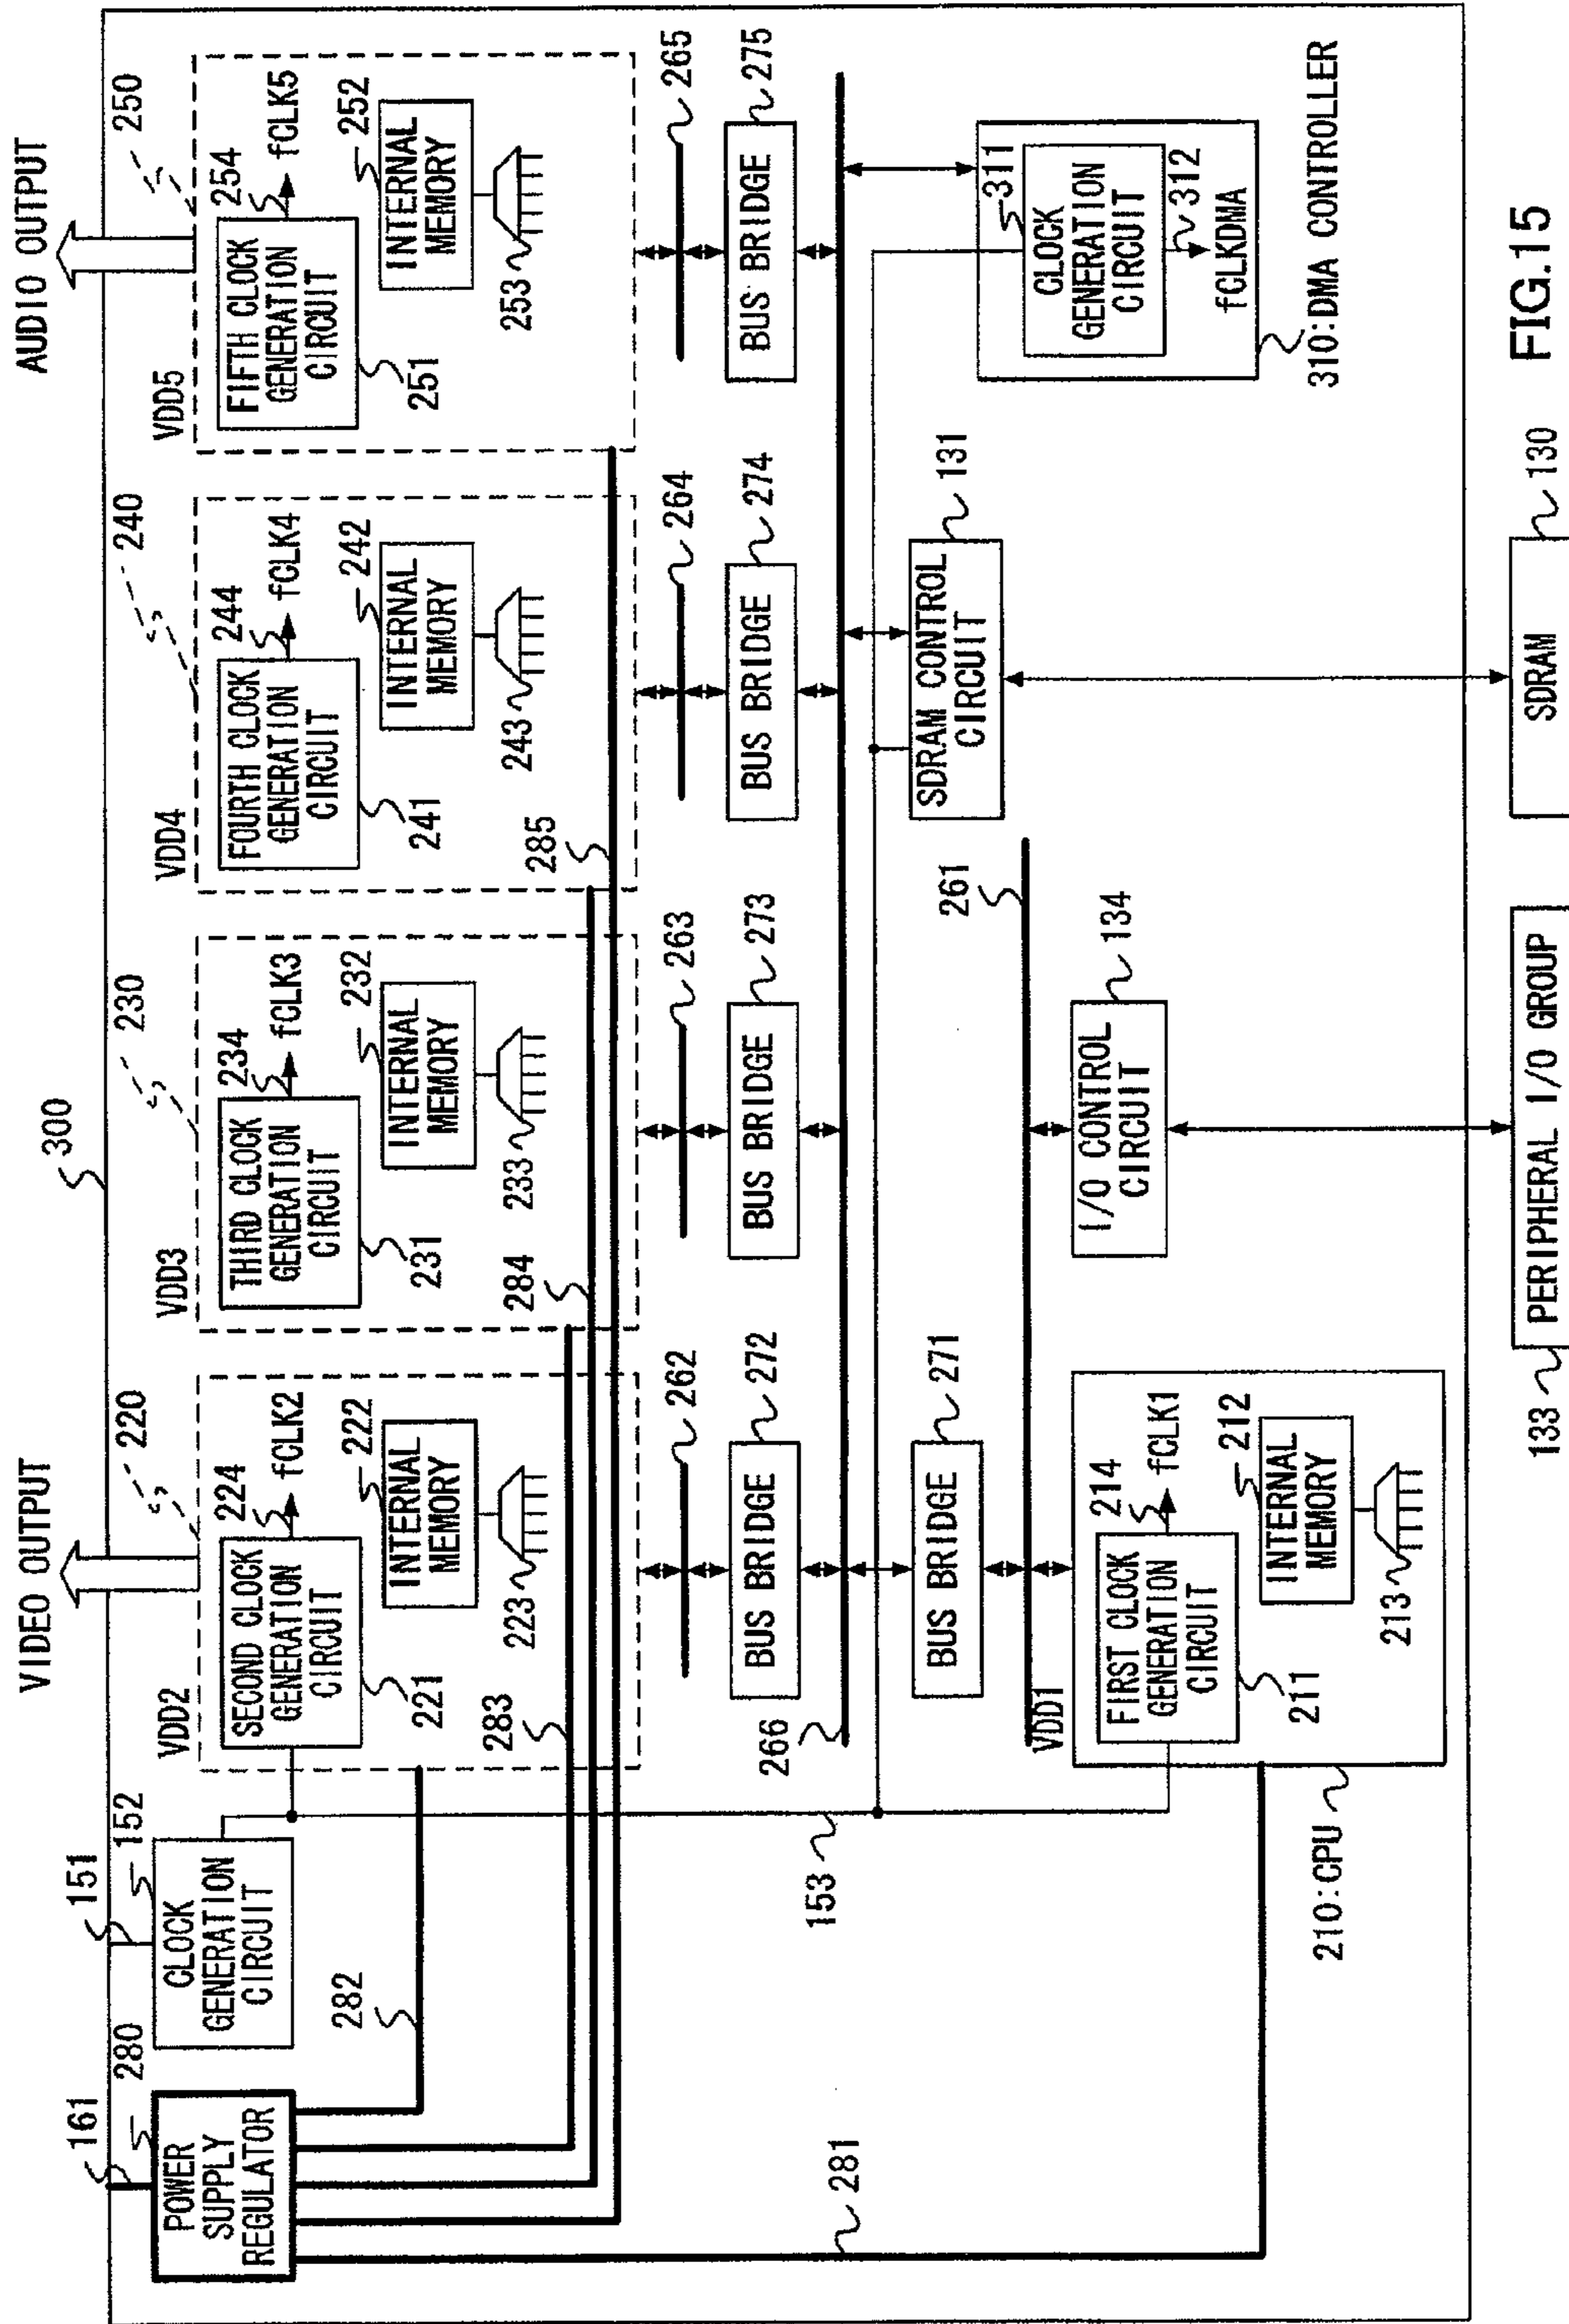 VIDEO OUTPUT
AUDIO OUTPUT
300
161
280
151
152
220
230
240
250
POWER
SUPPLY
REGULATOR
CLOCK
GENERATION
CIRCUIT
VDD2
SECOND CLOCK
GENERATION
CIRCUIT
224
fCLK2
221
222
INTERNAL
MEMORY
223
VDD3
THIRD CLOCK
GENERATION
CIRCUIT
234
fCLK3
231
232
INTERNAL
MEMORY
233
VDD4
FOURTH CLOCK
GENERATION
CIRCUIT
244
fCLK4
241
242
INTERNAL
MEMORY
243
VDD5
FIFTH CLOCK
GENERATION
CIRCUIT
254
fCLK5
251
252
INTERNAL
MEMORY
253
282
283
284
285
262
263
264
265
BUS BRIDGE
272
BUS BRIDGE
273
BUS BRIDGE
274
BUS BRIDGE
275
266
BUS BRIDGE
271
261
SDRAM CONTROL
CIRCUIT
131
CLOCK
GENERATION
CIRCUIT
311
312
fCLKDMA
310:DMA CONTROLLER
153
281
VDD1
FIRST CLOCK
GENERATION
CIRCUIT
214
fCLK1
211
212
INTERNAL
MEMORY
213
210:CPU
I/O CONTROL
CIRCUIT
134
133
PERIPHERAL I/O GROUP
SDRAM
130
FIG.15